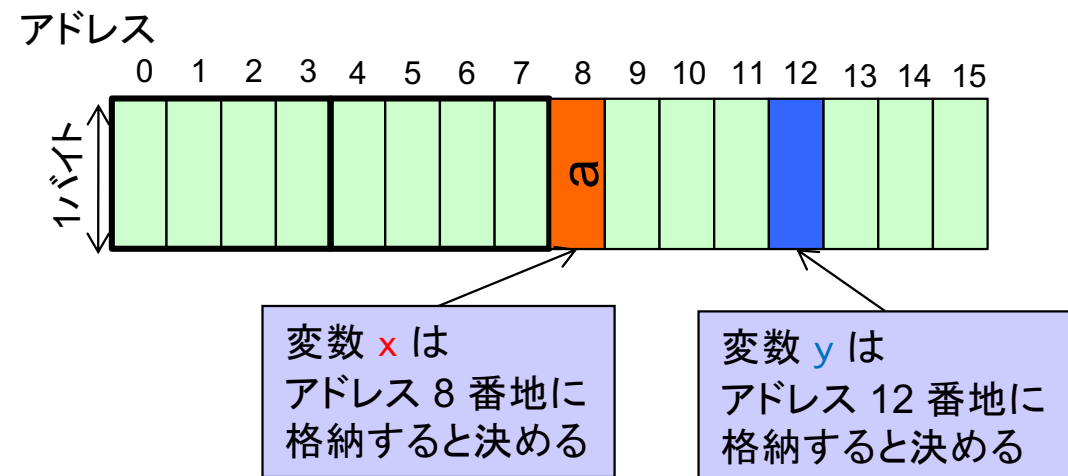 アドレス
0 1 2 3 4 5 6 7 8 9 10 11 12 13 14 15
1バイト
a
変数 x は
アドレス 8 番地に
格納すると決める
変数 y は
アドレス 12 番地に
格納すると決める